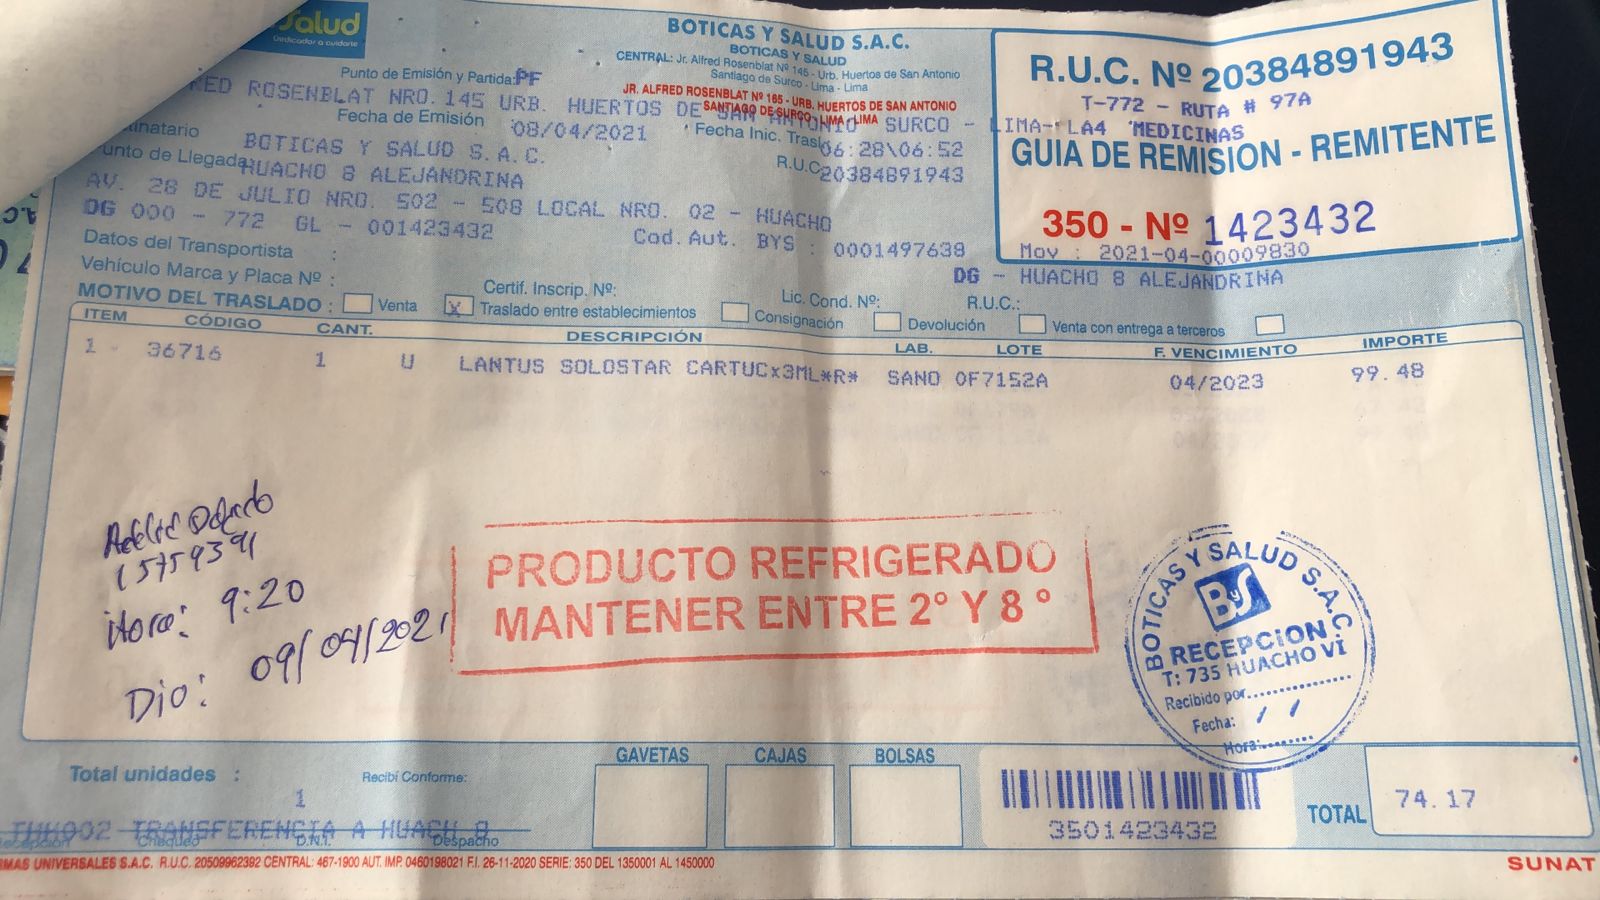 Salud
Dedicados a cuidarte
BOTICAS Y SALUD S.A.C.
BOTICAS Y SALUD
CENTRAL: Jr. Alfred Rosenblat Nº 145 - Urb. Huertos de San Antonio
Santiago de Surco - Lima - Lima
JR. ALFRED ROSENBLAT Nº 165 - URB. HUERTOS DE SAN ANTONIO
SANTIAGO DE SURCO - LIMA - LIMA
Punto de Emisión y Partida: PF
RED ROSENBLAT NRO. 145 URB. HUERTOS DE SAN ANTONIO SURCO - LIMA- LA4 MEDICINAS
Fecha de Emisión 08/04/2021 Fecha Inic. Trasl 06:28\06:52
inatario BOTICAS Y SALUD S.A.C. R.U.C. 20384891943
unto de Llegada: HUACHO 8 ALEJANDRINA
AV. 28 DE JULIO NRO. 502 - 508 LOCAL NRO. 02 - HUACHO
DG 000 - 772 GL - 001423432 Cod. Aut. BYS : 0001497638
R.U.C. Nº 20384891943
T-772 - RUTA # 97A
GUIA DE REMISION - REMITENTE
350 - Nº 1423432
Mov : 2021-04-00009830
DG - HUACHO 8 ALEJANDRINA
Datos del Transportista :
Vehículo Marca y Placa Nº : Certif. Inscrip. Nº: Lic. Cond. Nº: R.U.C.:
MOTIVO DEL TRASLADO : Venta X Traslado entre establecimientos Consignación Devolución Venta con entrega a terceros
ITEM CÓDIGO CANT. DESCRIPCIÓN LAB. LOTE F. VENCIMIENTO IMPORTE
1 - 36716 1 U LANTUS SOLOSTAR CARTUCx3ML*R* SANO 0F7152A 04/2023 99.48
15759391
Hora: 9:20
Dia: 09/04/2021
PRODUCTO REFRIGERADO
MANTENER ENTRE 2° Y 8 °
BOTICAS Y SALUD S.A.C.
ByS
RECEPCION
T: 735 HUACHO VI
Recibido por..................
Fecha: / /
Hora:........
GAVETAS CAJAS BOLSAS
Total unidades : 1 Recibí Conforme:
3501423432
TOTAL 74.17
TRANSFERENCIA A HUACH 8
Recepción Chequeo D.N.I. Despacho
MAS UNIVERSALES S.A.C. R.U.C. 20509962392 CENTRAL: 467-1900 AUT. IMP. 0460198021 F.I. 26-11-2020 SERIE: 350 DEL 1350001 AL 1450000
SUNAT